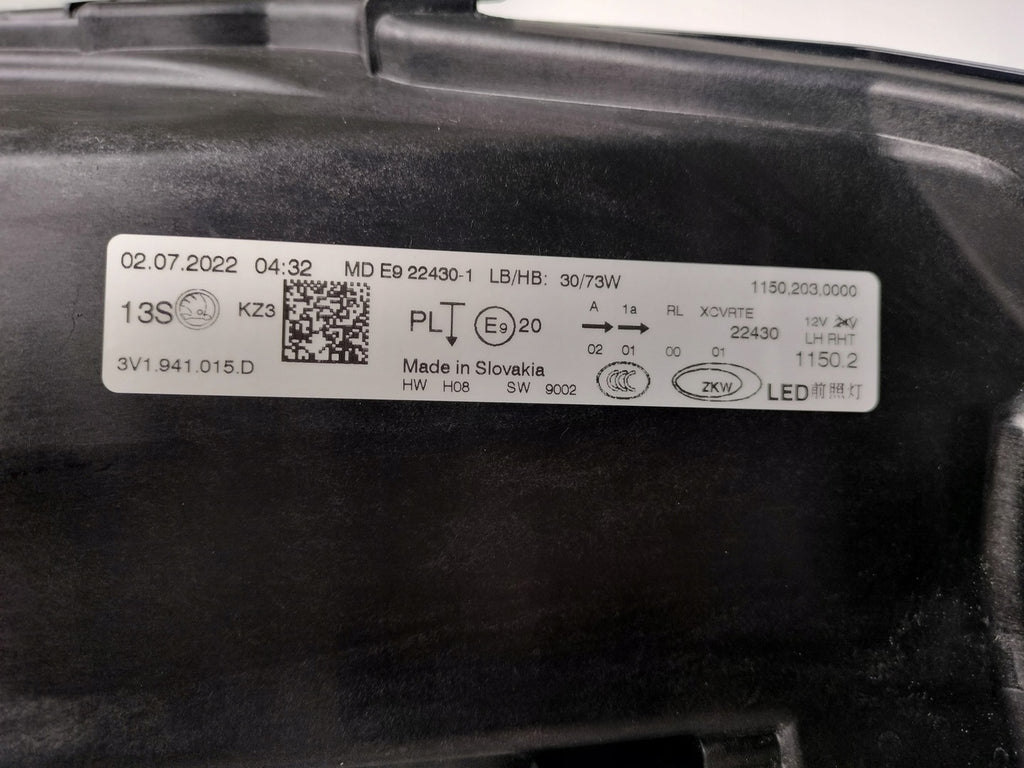 02.07.2022 04:32 MD E9 22430-1 LB/HB: 30/73W 1150.203.0000
13S KZ3 PL E9 20 A 1a RL XCVRTE 22430 12V 24V
LH RHT
02 01 00 01 1150.2
3V1.941.015.D Made in Slovakia
HW H08 SW 9002 CCC ZKW LED前照灯